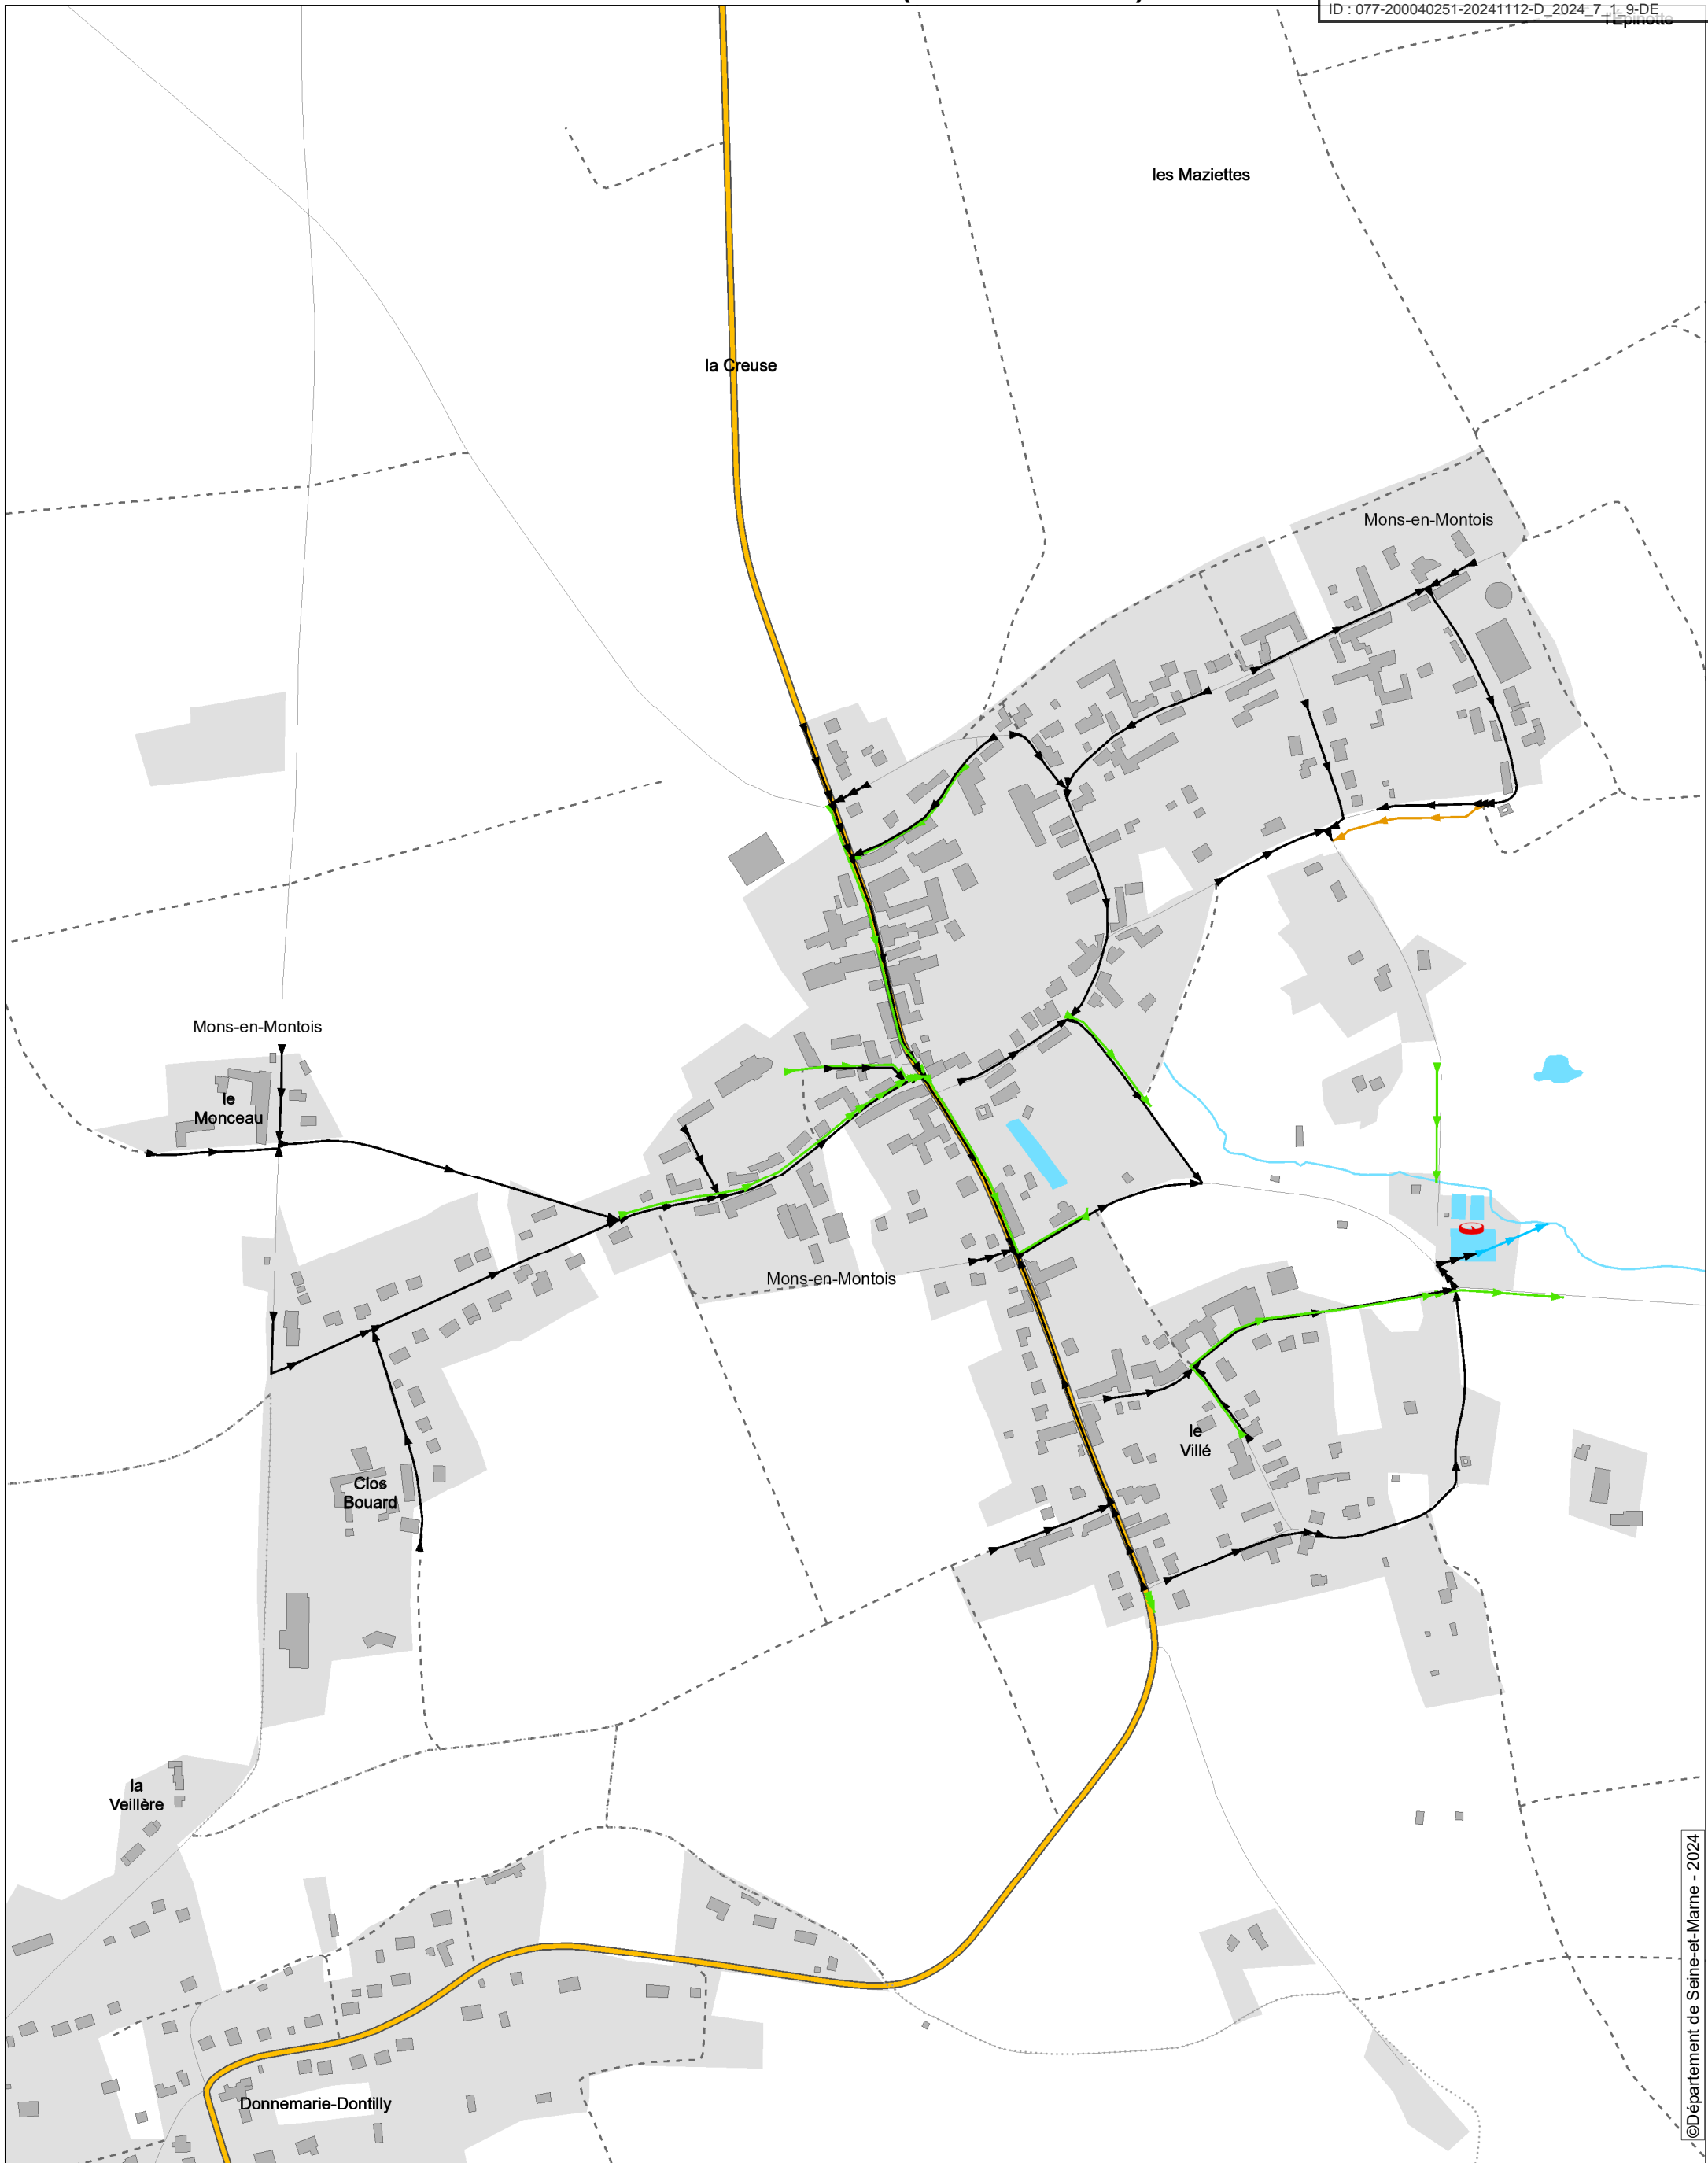 ID : 077-200040251-20241112-D_2024_7_1_9-DE
l'Epinotte
les Maziettes
la Creuse
Mons-en-Montois
Mons-en-Montois
le
Monceau
Mons-en-Montois
le
Villé
Clos
Bouard
la
Veillère
Donnemarie-Dontilly
©Département de Seine-et-Marne - 2024